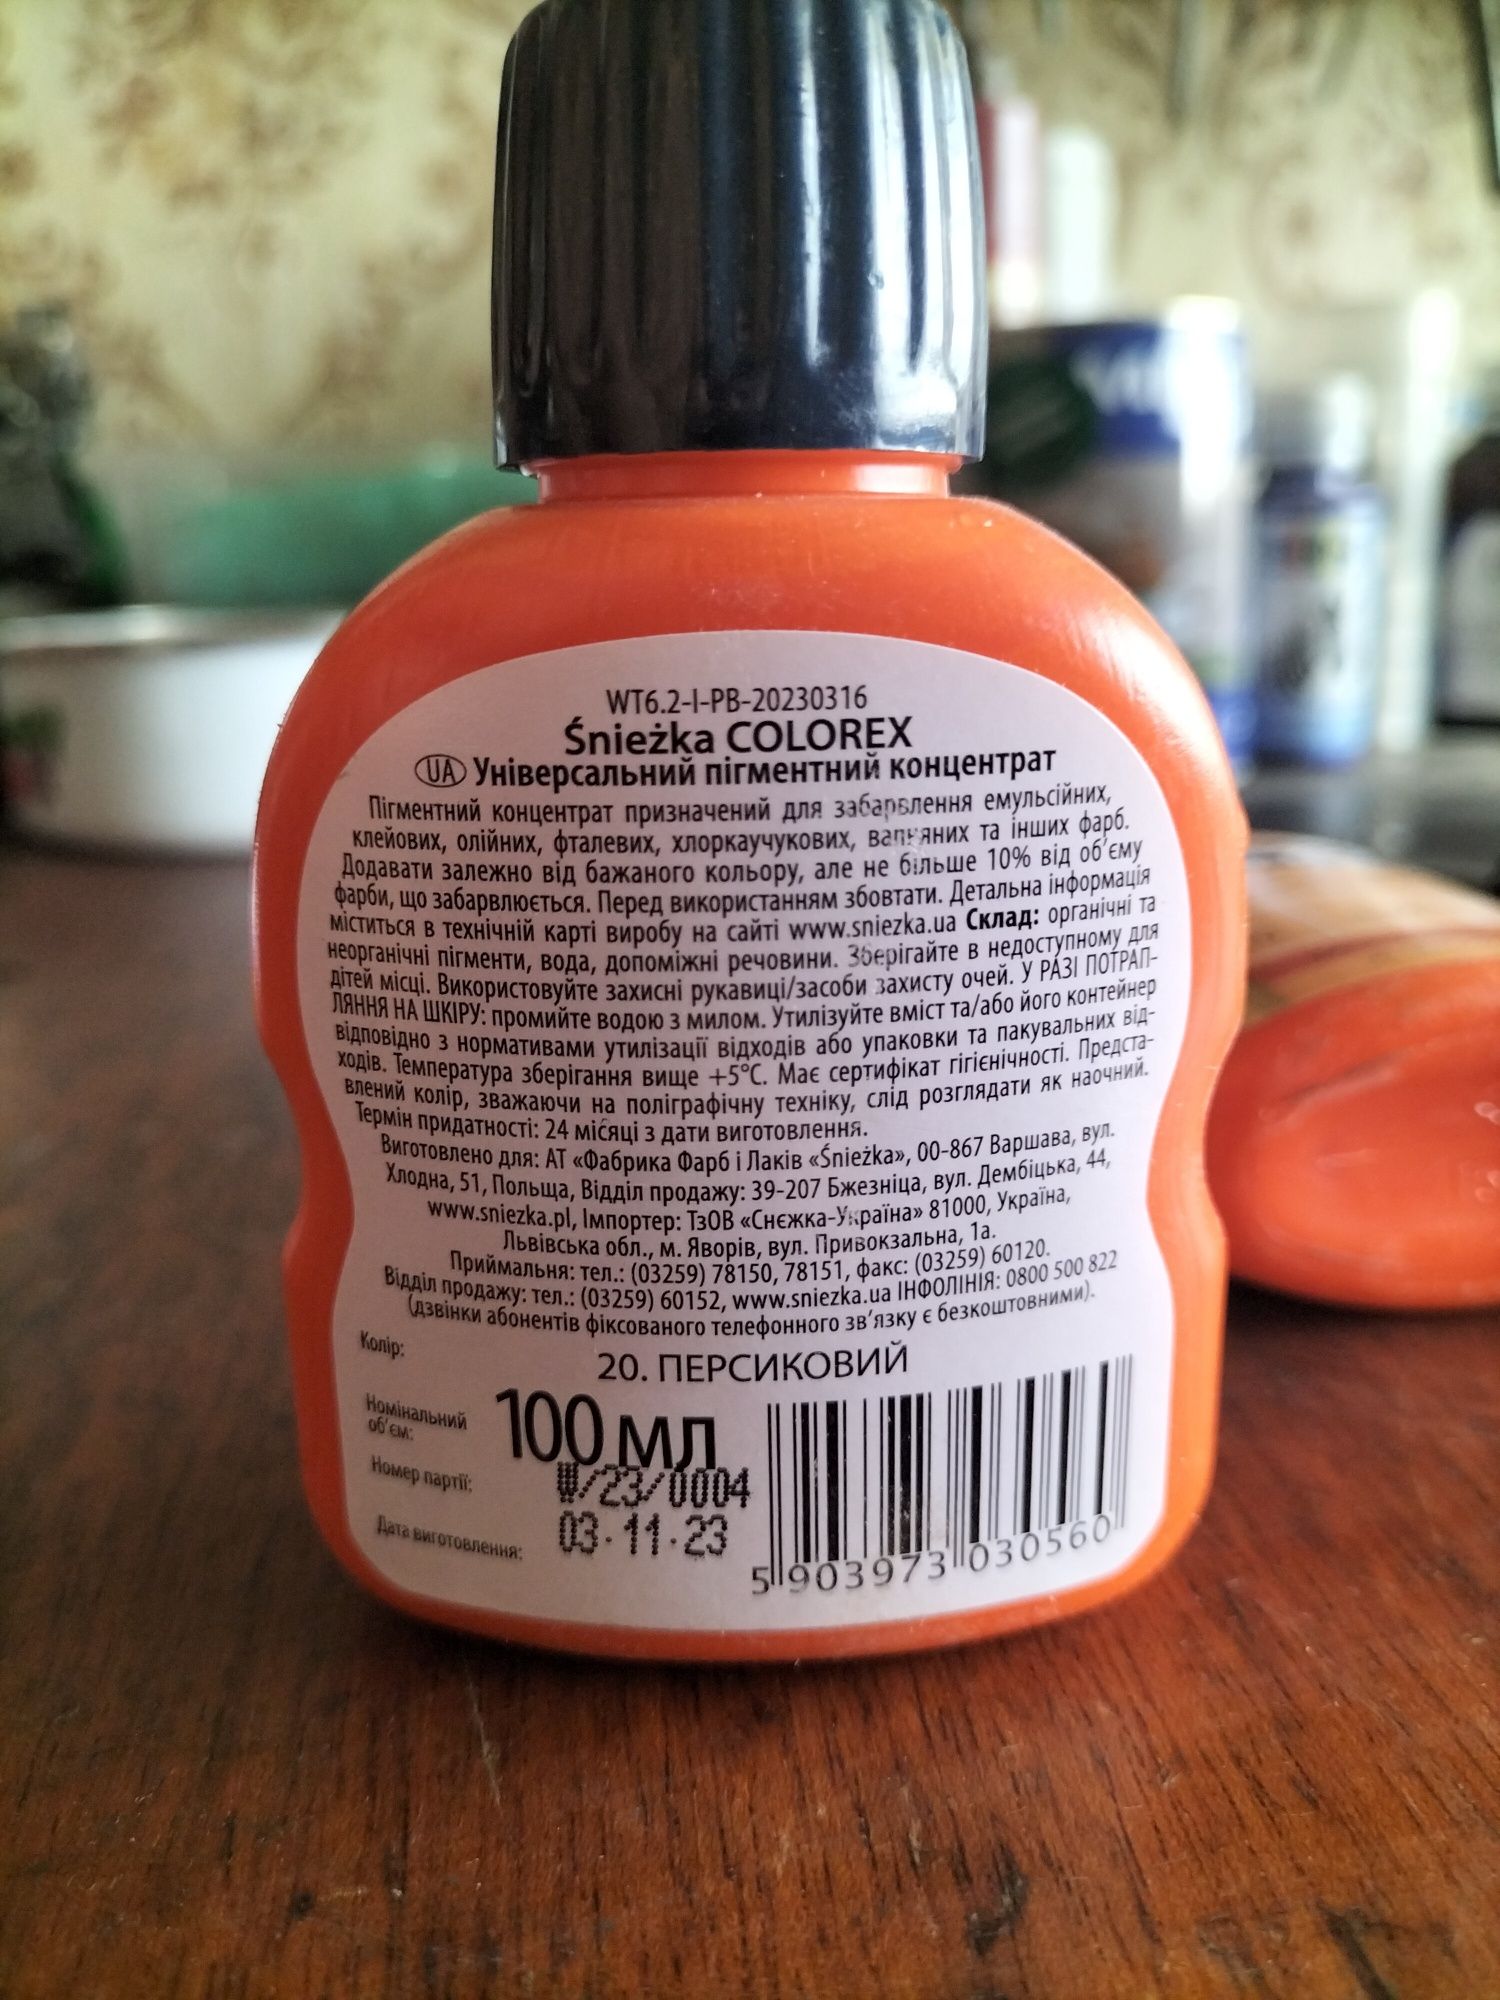 WT6.2-I-PB-20230316
Śnieżka COLOREX
UA Універсальний пігментний концентрат
Пігментний концентрат призначений для забарвлення емульсійних,
клейових, олійних, фталевих, хлоркаучукових, вапняних та інших фарб.
Додавати залежно від бажаного кольору, але не більше 10% від об'єму
фарби, що забарвлюється. Перед використанням збовтати. Детальна інформація
міститься в технічній карті виробу на сайті www.sniezka.ua Склад: органічні та
неорганічні пігменти, вода, допоміжні речовини. Зберігайте в недоступному для
дітей місці. Використовуйте захисні рукавиці/засоби захисту очей. У РАЗІ ПОТРАП-
ЛЯННЯ НА ШКІРУ: промийте водою з милом. Утилізуйте вміст та/або його контейнер
відповідно з нормативами утилізації відходів або упаковки та пакувальних від-
ходів. Температура зберігання вище +5°C. Має сертифікат гігієнічності. Предста-
влений колір, зважаючи на поліграфічну техніку, слід розглядати як наочний.
Термін придатності: 24 місяці з дати виготовлення.
Виготовлено для: АТ «Фабрика Фарб і Лаків «Śnieżka», 00-867 Варшава, вул.
Хлодна, 51, Польща, Відділ продажу: 39-207 Бжезніца, вул. Дембіцька, 44,
www.sniezka.pl, Імпортер: ТзОВ «Снєжка-Україна» 81000, Україна,
Львівська обл., м. Яворів, вул. Привокзальна, 1а.
Приймальня: тел.: (03259) 78150, 78151, факс: (03259) 60120.
Відділ продажу: тел.: (03259) 60152, www.sniezka.ua ІНФОЛІНІЯ: 0800 500 822
(дзвінки абонентів фіксованого телефонного зв'язку є безкоштовними).
Колір: 20. ПЕРСИКОВИЙ
Номінальний
об'єм: 100 мл
Номер партії: W/23/0004
Дата виготовлення: 03.11.23
5 903973 030560